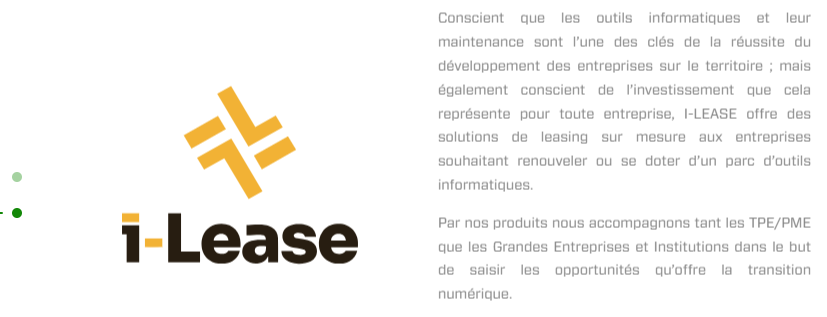 i-Lease
Conscient que les outils informatiques et leur
maintenance sont l'une des clés de la réussite du
développement des entreprises sur le territoire ; mais
également conscient de l'investissement que cela
représente pour toute entreprise, I-LEASE offre des
solutions de leasing sur mesure aux entreprises
souhaitant renouveler ou se doter d'un parc d'outils
informatiques.
Par nos produits nous accompagnons tant les TPE/PME
que les Grandes Entreprises et Institutions dans le but
de saisir les opportunités qu'offre la transition
numérique.